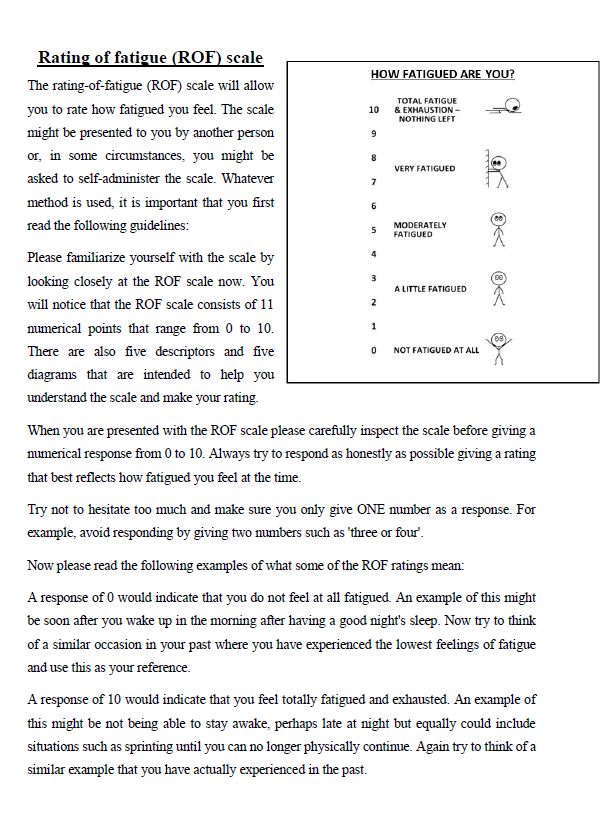 Rating of fatigue (ROF) scale
The rating-of-fatigue (ROF) scale will allow
you to rate how fatigued you feel. The scale
might be presented to you by another person
or, in some circumstances, you might be
asked to self-administer the scale. Whatever
method is used, it is important that you first
read the following guidelines:
Please familiarize yourself with the scale by
looking closely at the ROF scale now. You
will notice that the ROF scale consists of 11
numerical points that range from 0 to 10.
There are also five descriptors and five
diagrams that are intended to help you
understand the scale and make your rating.
HOW FATIGUED ARE YOU?
10 TOTAL FATIGUE
& EXHAUSTION –
NOTHING LEFT
9
8
VERY FATIGUED
7
6
5 MODERATELY
FATIGUED
4
3
A LITTLE FATIGUED
2
1
0 NOT FATIGUED AT ALL
When you are presented with the ROF scale please carefully inspect the scale before giving a
numerical response from 0 to 10. Always try to respond as honestly as possible giving a rating
that best reflects how fatigued you feel at the time.
Try not to hesitate too much and make sure you only give ONE number as a response. For
example, avoid responding by giving two numbers such as 'three or four'.
Now please read the following examples of what some of the ROF ratings mean:
A response of 0 would indicate that you do not feel at all fatigued. An example of this might
be soon after you wake up in the morning after having a good night's sleep. Now try to think
of a similar occasion in your past where you have experienced the lowest feelings of fatigue
and use this as your reference.
A response of 10 would indicate that you feel totally fatigued and exhausted. An example of
this might be not being able to stay awake, perhaps late at night but equally could include
situations such as sprinting until you can no longer physically continue. Again try to think of a
similar example that you have actually experienced in the past.